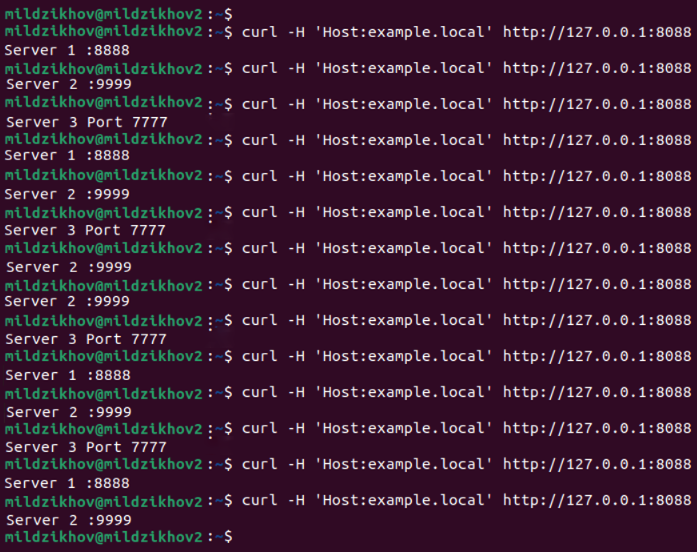 mildzikhov@mildzikhov2:~$
mildzikhov@mildzikhov2:~$ curl -H 'Host:example.local' http://127.0.0.1:8088
Server 1 :8888
mildzikhov@mildzikhov2:~$ curl -H 'Host:example.local' http://127.0.0.1:8088
Server 2 :9999
mildzikhov@mildzikhov2:~$ curl -H 'Host:example.local' http://127.0.0.1:8088
Server 3 Port 7777
mildzikhov@mildzikhov2:~$ curl -H 'Host:example.local' http://127.0.0.1:8088
Server 1 :8888
mildzikhov@mildzikhov2:~$ curl -H 'Host:example.local' http://127.0.0.1:8088
Server 2 :9999
mildzikhov@mildzikhov2:~$ curl -H 'Host:example.local' http://127.0.0.1:8088
Server 3 Port 7777
mildzikhov@mildzikhov2:~$ curl -H 'Host:example.local' http://127.0.0.1:8088
Server 2 :9999
mildzikhov@mildzikhov2:~$ curl -H 'Host:example.local' http://127.0.0.1:8088
Server 2 :9999
mildzikhov@mildzikhov2:~$ curl -H 'Host:example.local' http://127.0.0.1:8088
Server 3 Port 7777
mildzikhov@mildzikhov2:~$ curl -H 'Host:example.local' http://127.0.0.1:8088
Server 1 :8888
mildzikhov@mildzikhov2:~$ curl -H 'Host:example.local' http://127.0.0.1:8088
Server 2 :9999
mildzikhov@mildzikhov2:~$ curl -H 'Host:example.local' http://127.0.0.1:8088
Server 3 Port 7777
mildzikhov@mildzikhov2:~$ curl -H 'Host:example.local' http://127.0.0.1:8088
Server 1 :8888
mildzikhov@mildzikhov2:~$ curl -H 'Host:example.local' http://127.0.0.1:8088
Server 2 :9999
mildzikhov@mildzikhov2:~$